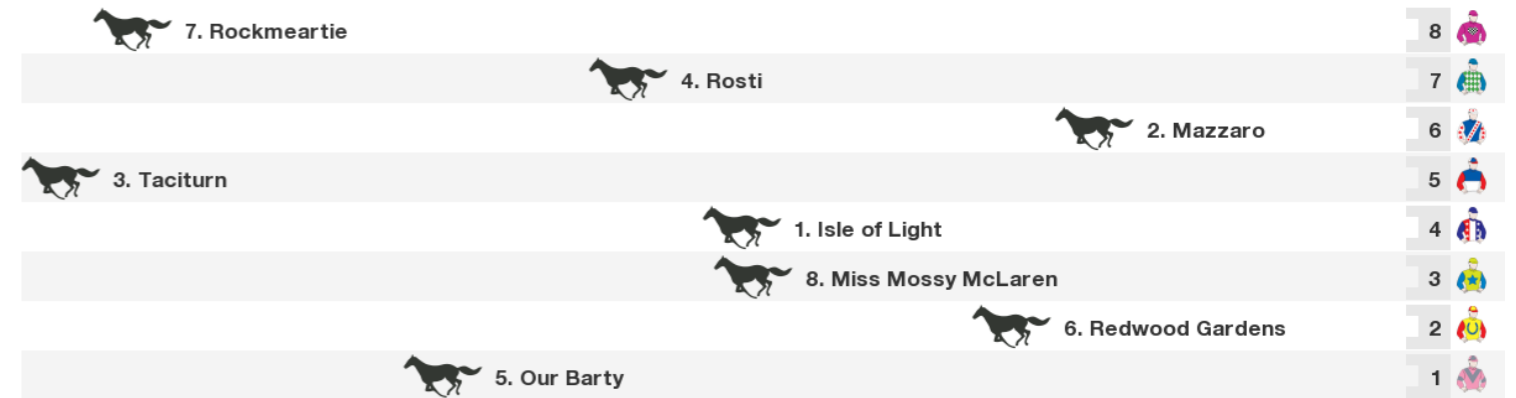 7. Rockmeartie 8
4. Rosti 7
2. Mazzaro 6
3. Taciturn 5
1. Isle of Light 4
8. Miss Mossy McLaren 3
6. Redwood Gardens 2
5. Our Barty 1